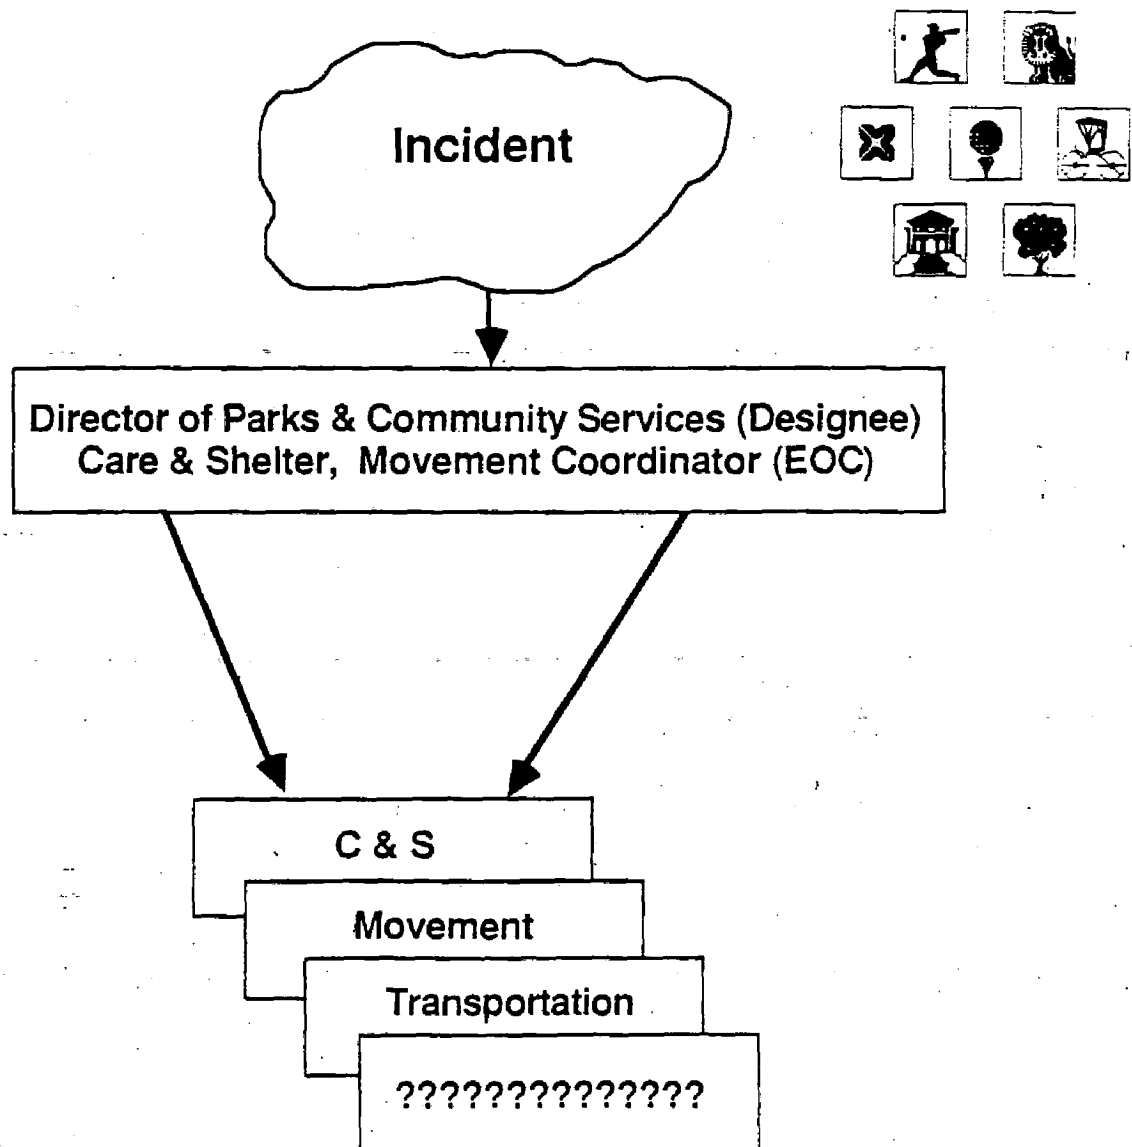 Incident
Director of Parks & Community Services (Designee)
Care & Shelter, Movement Coordinator (EOC)
C & S
Movement
Transportation
??????????????